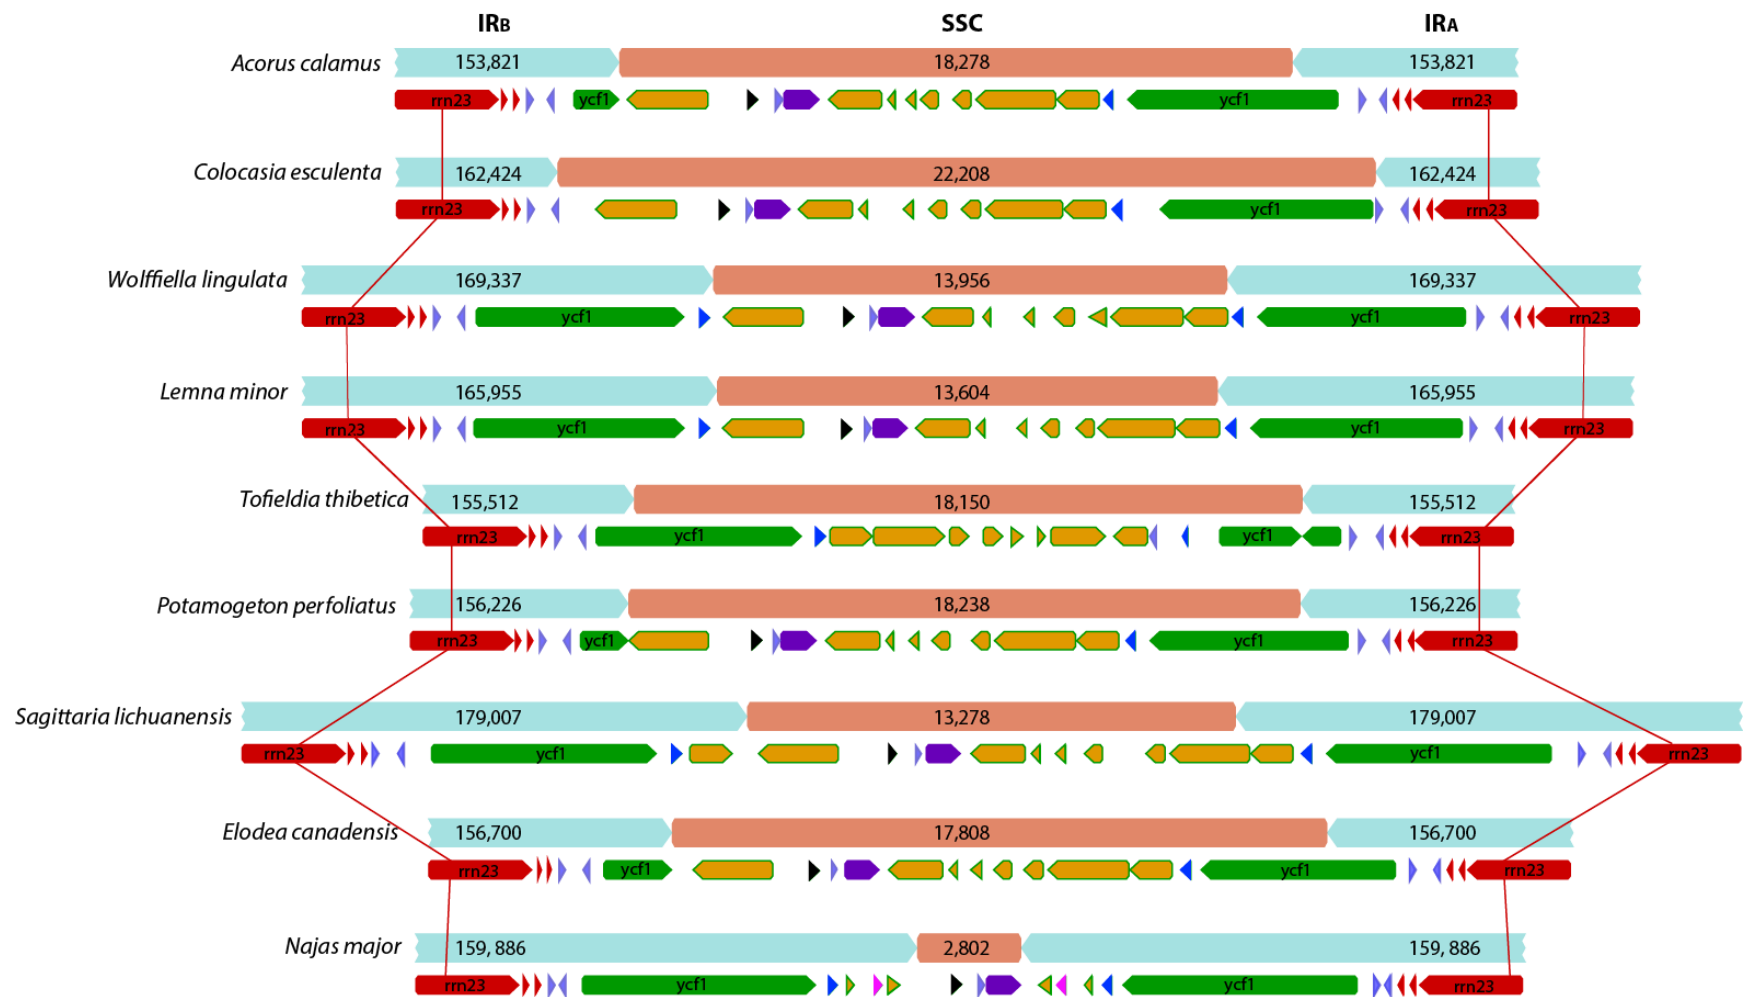 IRB SSC IRA
Acorus calamus 153,821 18,278 153,821
rrn23 ycf1 ycf1 rrn23
Colocasia esculenta 162,424 22,208 162,424
rrn23 ycf1 rrn23
Wolffiella lingulata 169,337 13,956 169,337
rrn23 ycf1 ycf1 rrn23
Lemna minor 165,955 13,604 165,955
rrn23 ycf1 ycf1 rrn23
Tofieldia thibetica 155,512 18,150 155,512
rrn23 ycf1 ycf1 rrn23
Potamogeton perfoliatus 156,226 18,238 156,226
rrn23 ycf1 ycf1 rrn23
Sagittaria lichuanensis 179,007 13,278 179,007
rrn23 ycf1 ycf1 rrn23
Elodea canadensis 156,700 17,808 156,700
rrn23 ycf1 ycf1 rrn23
Najas major 159, 886 2,802 159, 886
rrn23 ycf1 ycf1 rrn23